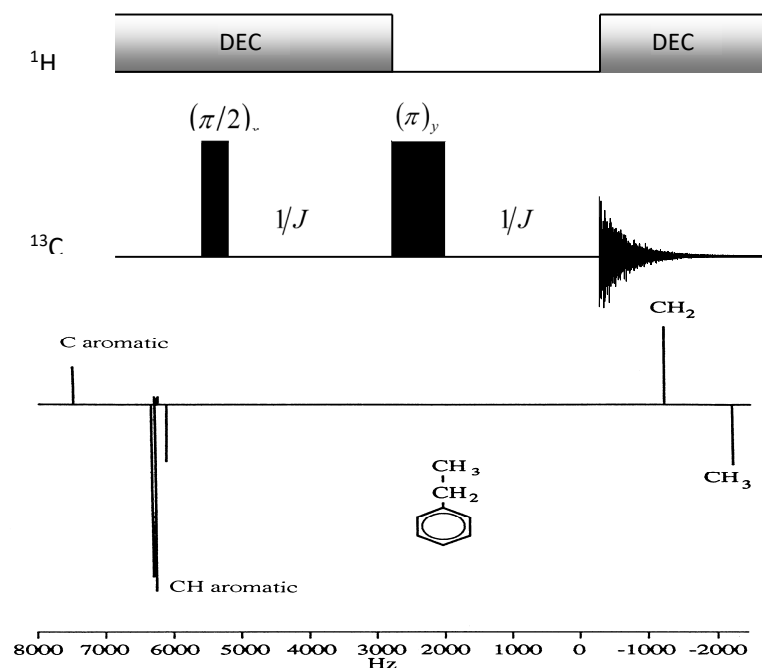 DEC
DEC
¹H
(π/2)ᵧ
(π)ᵧ
1/J
1/J
¹³C
CH₂
C aromatic
CH₃
CH₂
CH₃
CH aromatic
8000 7000 6000 5000 4000 3000 2000 1000 0 -1000 -2000
Hz